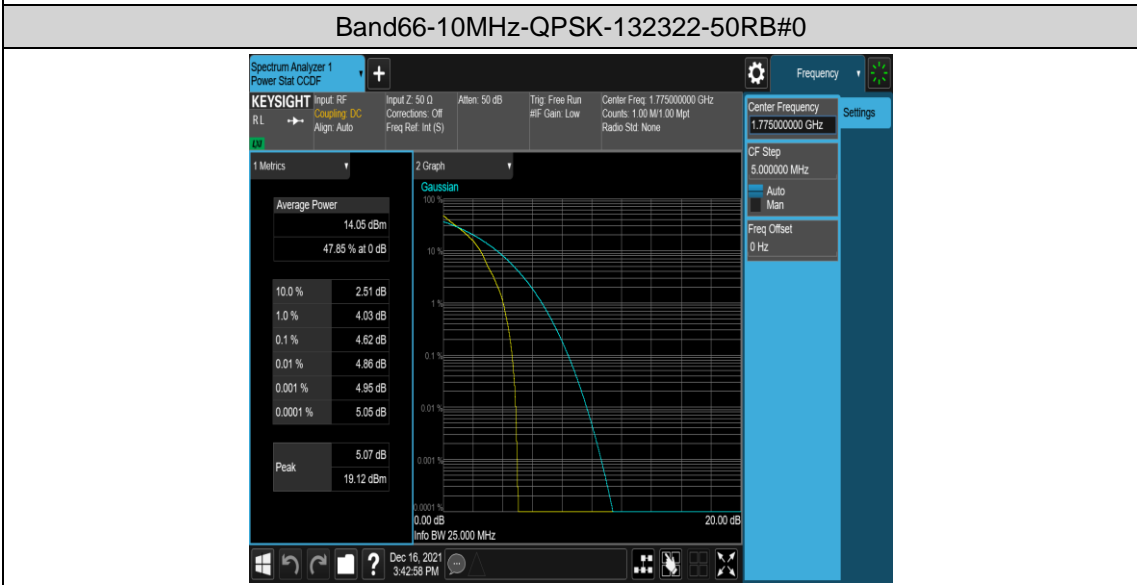 Band66-10MHz-QPSK-132322-50RB#0
Spectrum Analyzer 1
Power Stat CCDF
+
Frequency
KEYSIGHT
Input: RF
Coupling: DC
Align: Auto
Input Z: 50 Ω
Corrections: Off
Freq Ref: Int (S)
Atten: 50 dB
Trig: Free Run
#IF Gain: Low
Center Freq: 1.775000000 GHz
Counts: 1.00 M/1.00 Mpt
Radio Std: None
RL
Center Frequency
1.775000000 GHz
Settings
CF Step
5.000000 MHz
Auto
Man
Freq Offset
0 Hz
1 Metrics
Average Power
14.05 dBm
47.85 % at 0 dB
10.0 % 2.51 dB
1.0 % 4.03 dB
0.1 % 4.62 dB
0.01 % 4.86 dB
0.001 % 4.95 dB
0.0001 % 5.05 dB
Peak
5.07 dB
19.12 dBm
2 Graph
Gaussian
100 %
10 %
1 %
0.1 %
0.01 %
0.001 %
0.0001 %
0.00 dB 20.00 dB
Info BW 25.000 MHz
?
Dec 16, 2021
3:42:58 PM